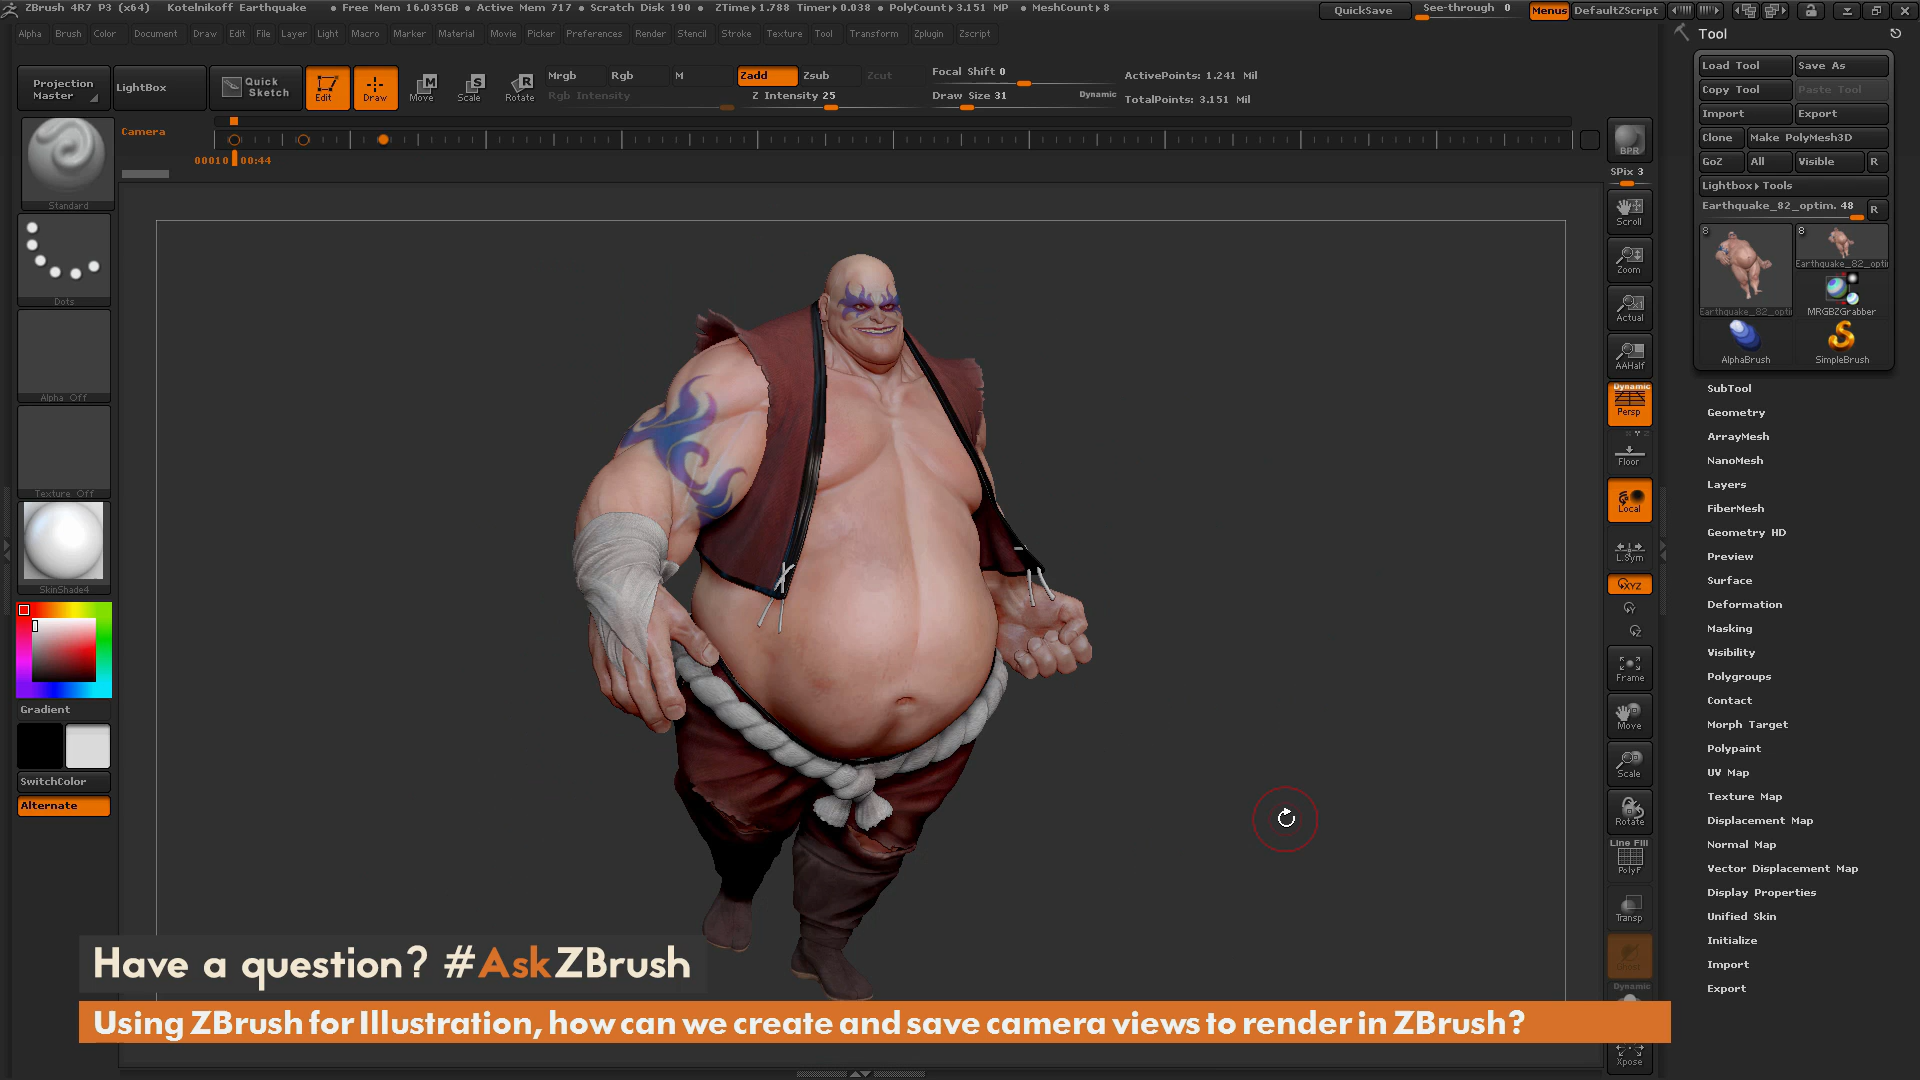 ZBrush 4R7 P3 (x64) Kotelnikoff Earthquake • Free Mem 16.035GB • Active Mem 717 • Scratch Disk 190 • ZTime▸1.788 Timer▸0.038 • PolyCount▸3.151 MP • MeshCount▸8 QuickSave See-through 0 Menus DefaultZScript
Alpha Brush Color Document Draw Edit File Layer Light Macro Marker Material Movie Picker Preferences Render Stencil Stroke Texture Tool Transform Zplugin Zscript
Projection Master
LightBox
Quick Sketch
Edit
Draw
Move
Scale
Rotate
Mrgb Rgb M
Rgb Intensity
Zadd Zsub Zcut
Z Intensity 25
Focal Shift 0
Draw Size 31
Dynamic
ActivePoints: 1.241 Mil
TotalPoints: 3.151 Mil
Camera
00010 00:44
Standard
Dots
Alpha Off
Texture Off
SkinShade4
Gradient
SwitchColor
Alternate
BPR
SPix 3
Scroll
Zoom
Actual
AAHalf
Dynamic
Persp
Floor
Local
L.Sym
XYZ
Frame
Move
Scale
Rotate
Line Fill
PolyF
Transp
Dynamic
Xpose
Tool
Load Tool Save As
Copy Tool Paste Tool
Import Export
Clone Make PolyMesh3D
GoZ All Visible R
Lightbox▸Tools
Earthquake_82_optim. 48 R
8 8
Earthquake_82_opti
Earthquake_82_opti
MRGBZGrabber
AlphaBrush SimpleBrush
SubTool
Geometry
ArrayMesh
NanoMesh
Layers
FiberMesh
Geometry HD
Preview
Surface
Deformation
Masking
Visibility
Polygroups
Contact
Morph Target
Polypaint
UV Map
Texture Map
Displacement Map
Normal Map
Vector Displacement Map
Display Properties
Unified Skin
Initialize
Import
Export
Have a question? #AskZBrush
Using ZBrush for Illustration, how can we create and save camera views to render in ZBrush?